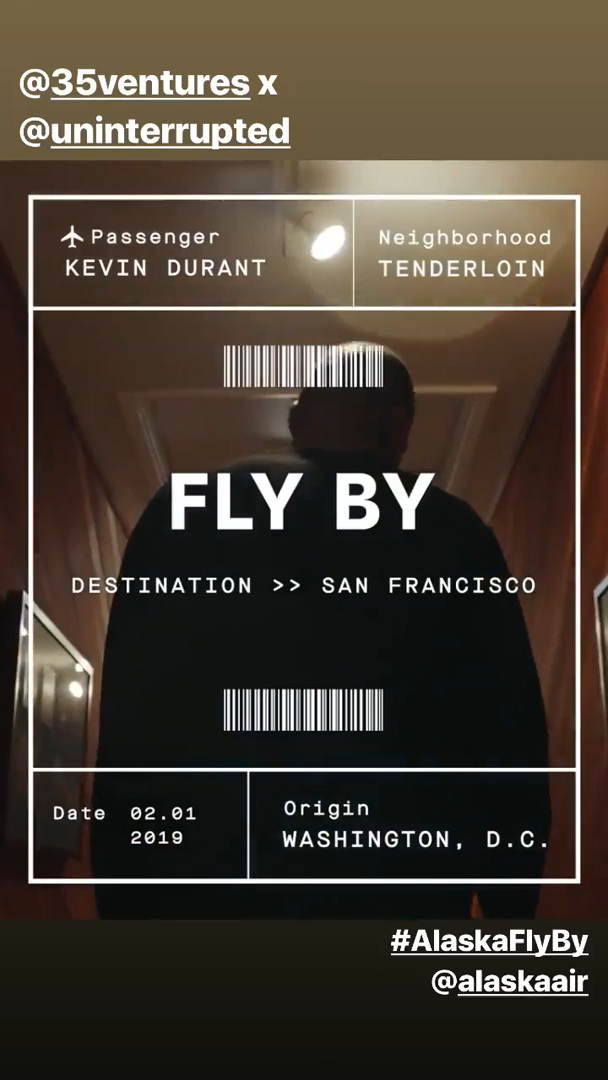 @35ventures x
@uninterrupted
Passenger
KEVIN DURANT
Neighborhood
TENDERLOIN
FLY BY
DESTINATION >> SAN FRANCISCO
Date 02.01
2019
Origin
WASHINGTON, D.C.
#AlaskaFlyBy
@alaskaair